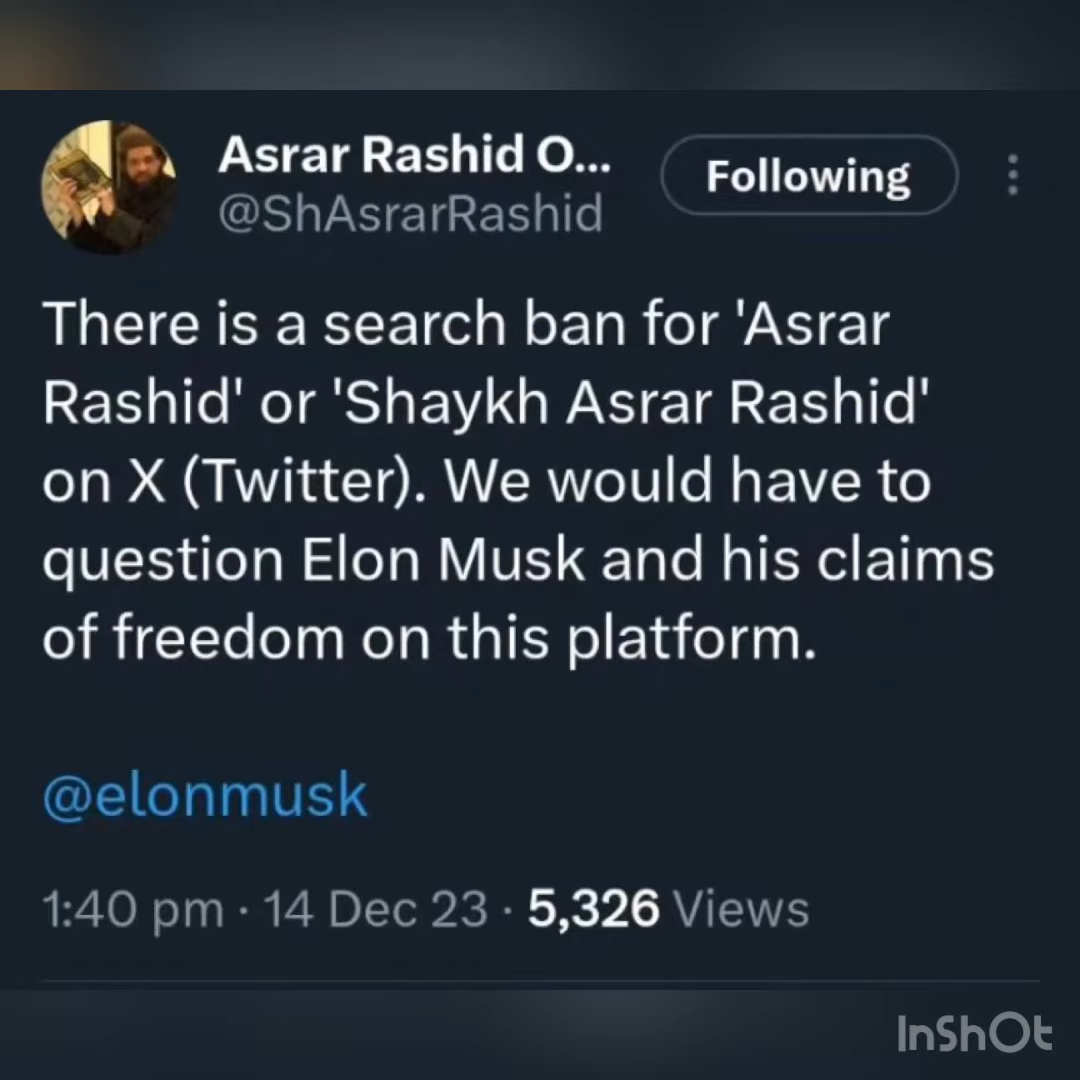 Asrar Rashid O...
Following
@ShAsrarRashid
There is a search ban for 'Asrar
Rashid' or 'Shaykh Asrar Rashid'
on X (Twitter). We would have to
question Elon Musk and his claims
of freedom on this platform.
@elonmusk
1:40 pm · 14 Dec 23 · 5,326 Views
InShOt